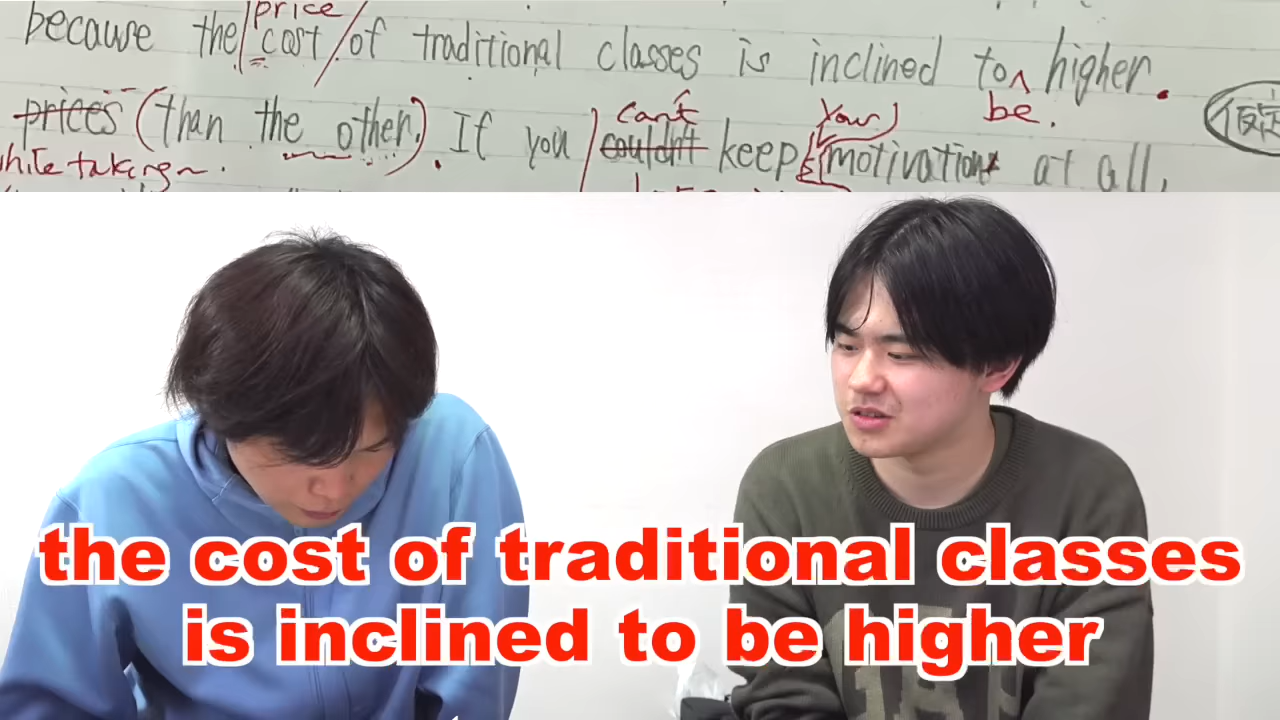 price
because the cost of traditional classes is inclined to higher.
prices (than the other). If you couldn't keep motivation at all,
can't your be.
while taking
the cost of traditional classes
is inclined to be higher